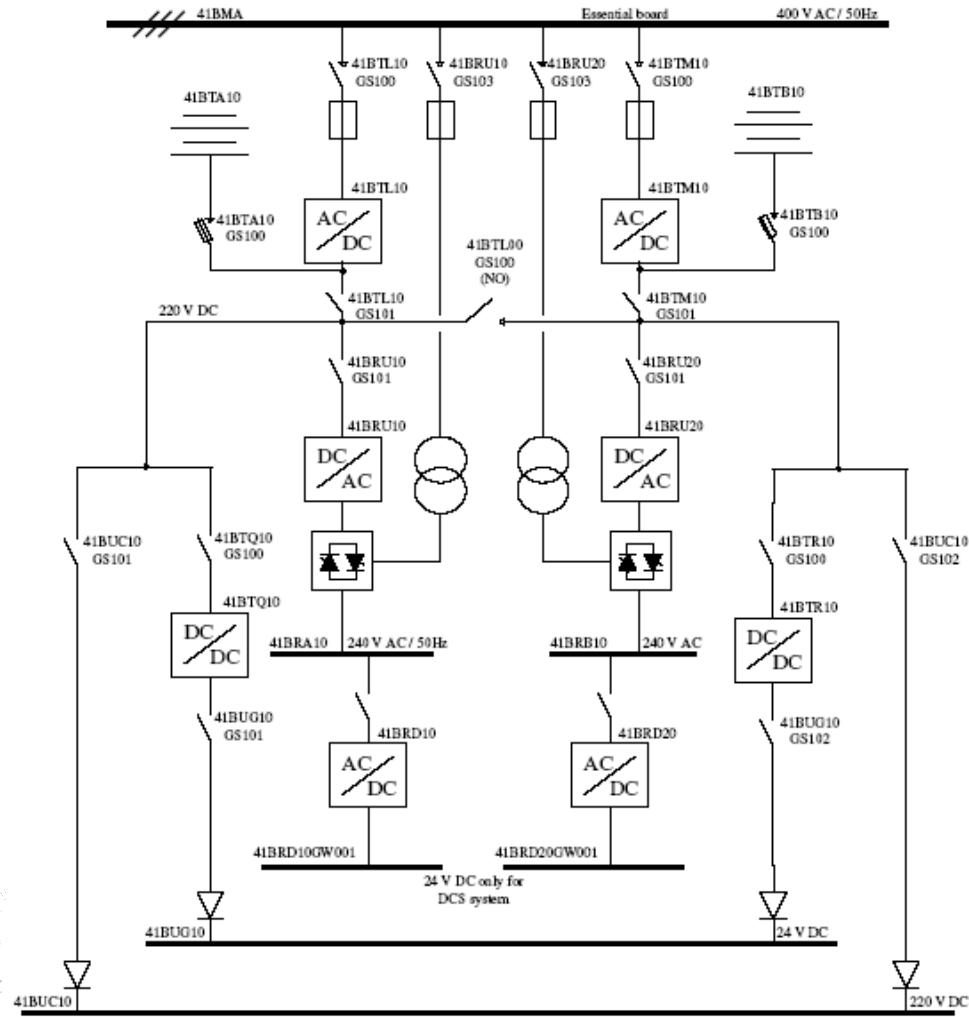 41BMA
Essential board
400 V AC / 50Hz
41BTL10
GS100
41BRU10
GS103
41BRU20
GS103
41BTM10
GS100
41BTA10
41BTB10
41BTL10
41BTM10
AC
DC
AC
DC
41BTA10
GS100
41BTB10
GS100
41BTL00
GS100
(NO)
41BTL10
GS101
41BTM10
GS101
220 V DC
41BRU10
GS101
41BRU20
GS101
41BRU10
41BRU20
DC
AC
DC
AC
41BUC10
GS101
41BTQ10
GS100
41BTR10
GS100
41BUC10
GS102
41BTQ10
41BTR10
DC
DC
DC
DC
41BRA10
240 V AC / 50Hz
41BRB10
240 V AC
41BUG10
GS101
41BUG10
GS102
41BRD10
41BRD20
AC
DC
AC
DC
41BRD10GW001
41BRD20GW001
24 V DC only for
DCS system
41BUG10
24 V DC
41BUC10
220 V DC